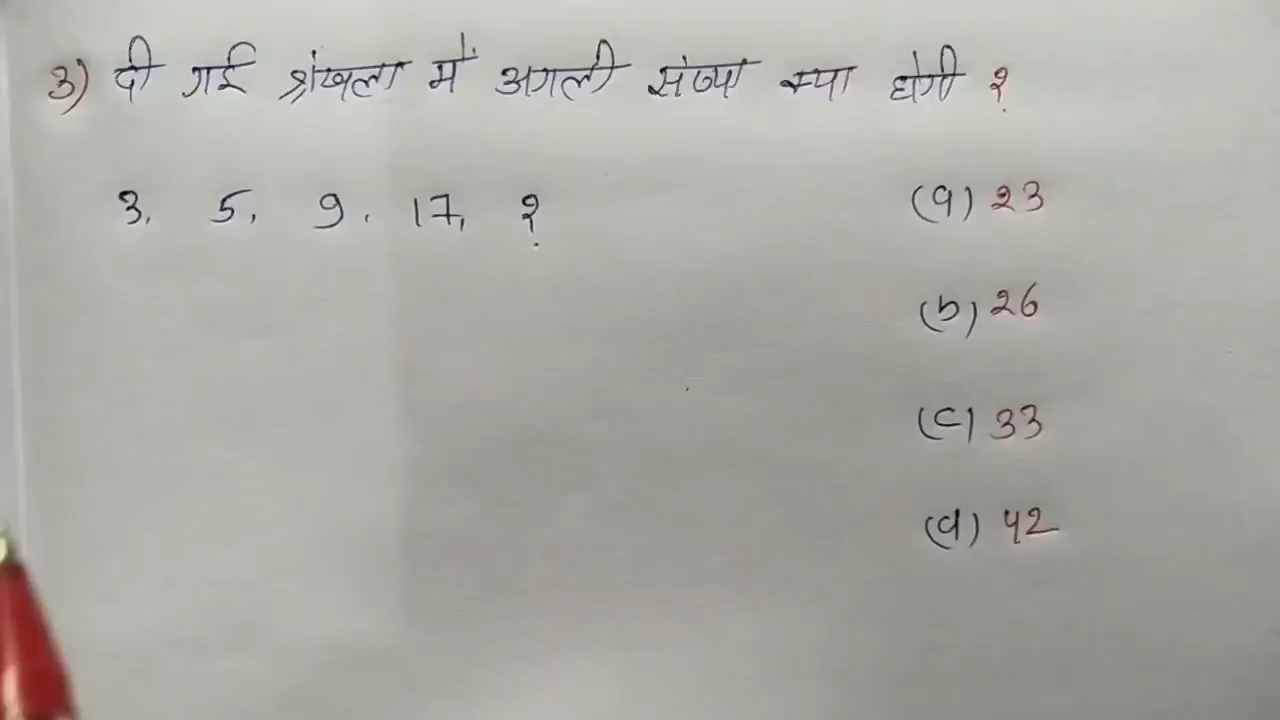 3) दी गई श्रंखला में अगली संख्या क्या होगी ?
3, 5, 9, 17, ?
(a) 23
(b) 26
(c) 33
(d) 42